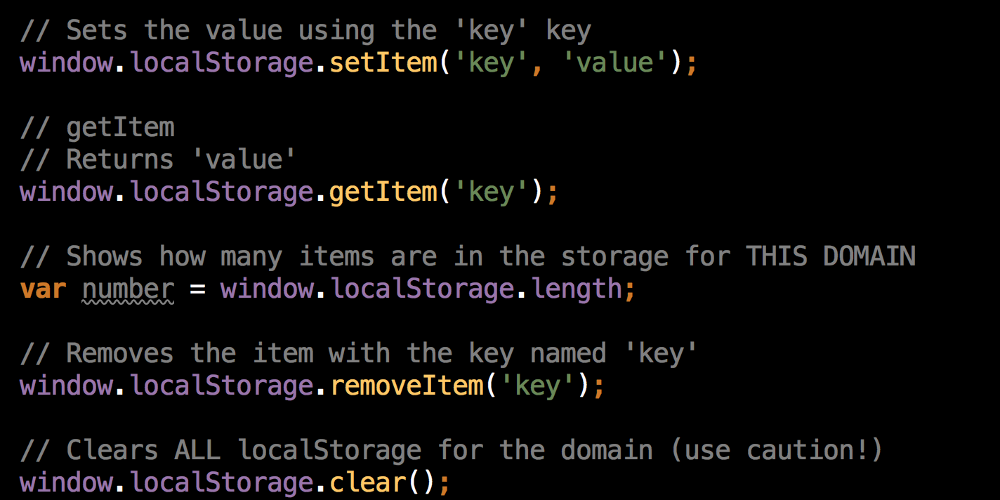 // Sets the value using the 'key' key
window.localStorage.setItem('key', 'value');
// getItem
// Returns 'value'
window.localStorage.getItem('key');
// Shows how many items are in the storage for THIS DOMAIN
var number = window.localStorage.length;
// Removes the item with the key named 'key'
window.localStorage.removeItem('key');
// Clears ALL localStorage for the domain (use caution!)
window.localStorage.clear();